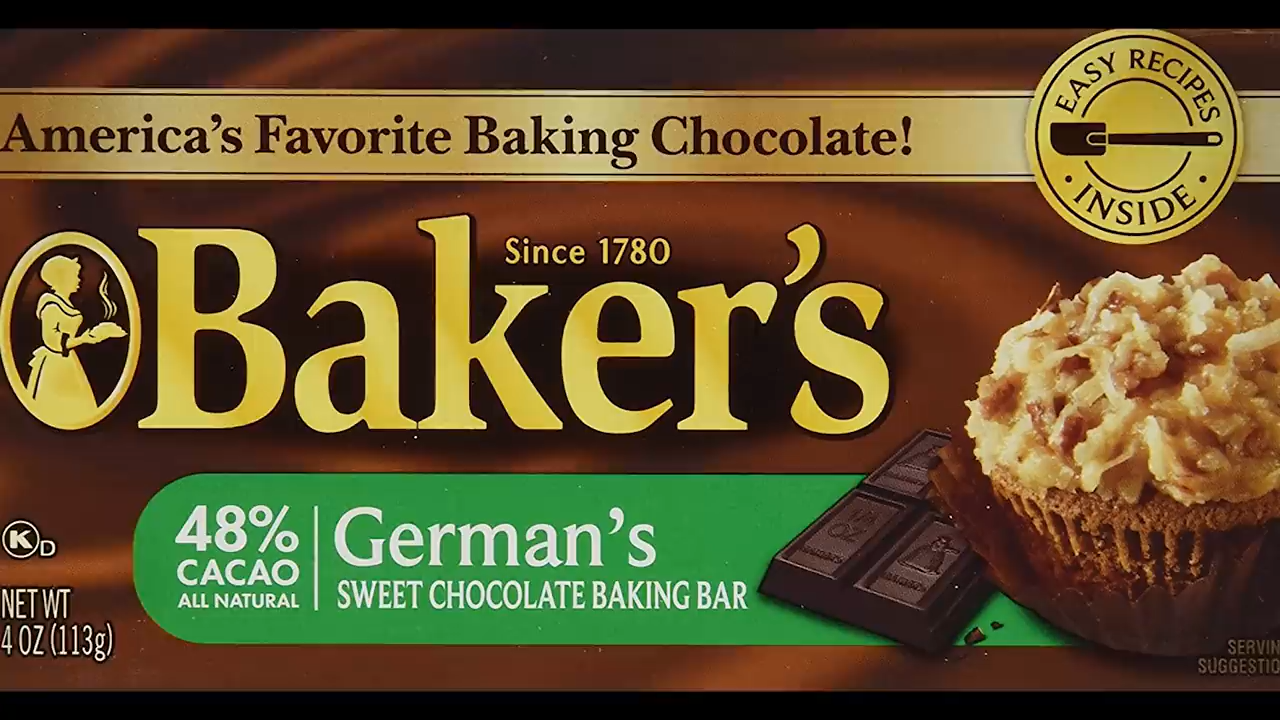 America's Favorite Baking Chocolate!
EASY RECIPES
INSIDE
Since 1780
Baker's
48%
CACAO
ALL NATURAL
German's
SWEET CHOCOLATE BAKING BAR
K D
NET WT
4 OZ (113g)
SERVIN
SUGGESTIO